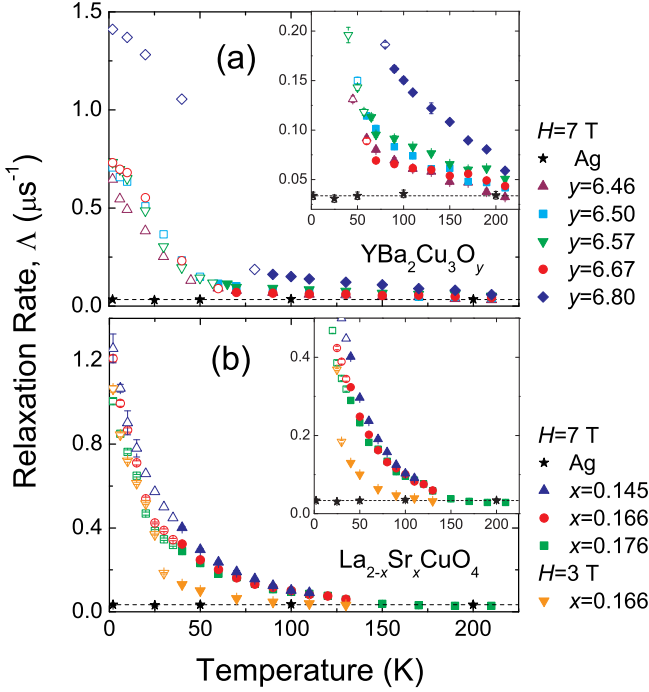 (a)
1.5
1.0
0.5
0.0
0.20
0.15
0.10
0.05
0 50 100 150 200
YBa2Cu3Oy
H=7 T
Ag
y=6.46
y=6.50
y=6.57
y=6.67
y=6.80
Relaxation Rate, Λ (μs-1)
(b)
1.2
0.8
0.4
0.0
0.4
0.2
0.0
0 50 100 150 200
La2-xSrxCuO4
H=7 T
Ag
x=0.145
x=0.166
x=0.176
H=3 T
x=0.166
0 50 100 150 200
Temperature (K)